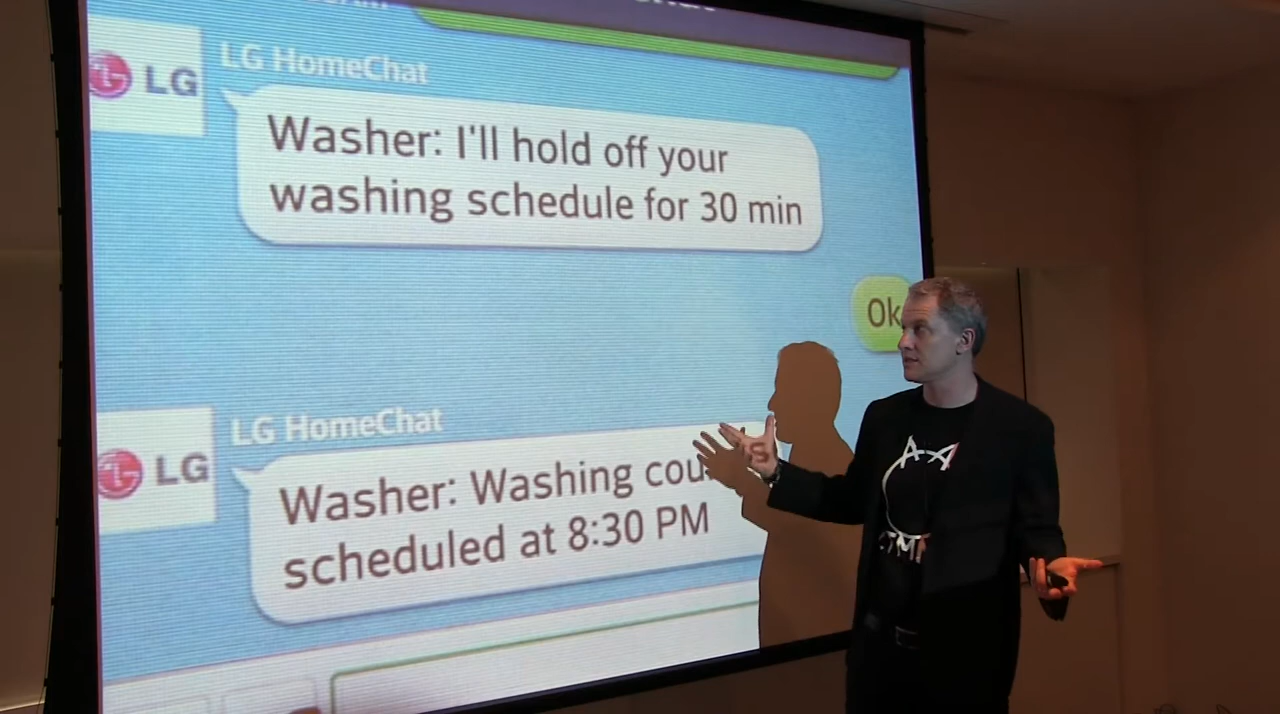 LG
LG HomeChat
Washer: I'll hold off your
washing schedule for 30 min
Ok
LG
LG HomeChat
Washer: Washing
scheduled at 8:30 PM